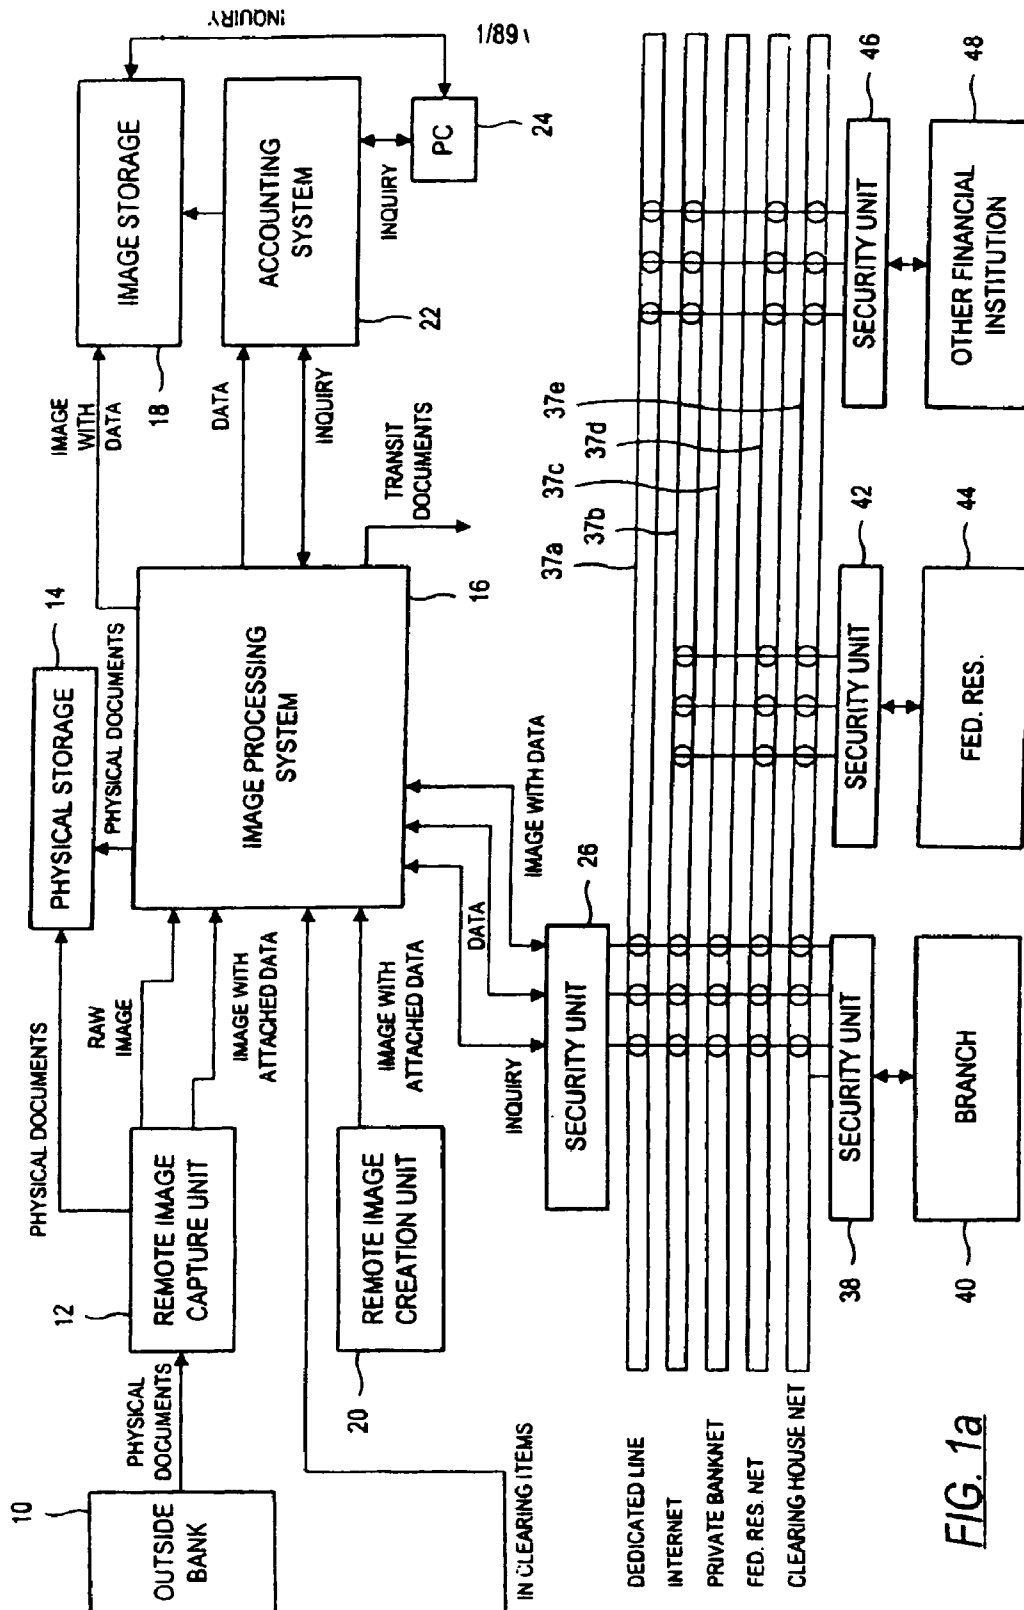 1/89
INQUIRY
OUTSIDE
BANK
10
PHYSICAL
DOCUMENTS
REMOTE IMAGE
CAPTURE UNIT
12
PHYSICAL DOCUMENTS
RAW
IMAGE
IMAGE WITH
ATTACHED DATA
PHYSICAL STORAGE
14
PHYSICAL DOCUMENTS
IMAGE PROCESSING
SYSTEM
16
IMAGE
WITH
DATA
IMAGE STORAGE
18
DATA
INQUIRY
TRANSIT
DOCUMENTS
ACCOUNTING
SYSTEM
22
INQUIRY
PC
24
REMOTE IMAGE
CREATION UNIT
20
IMAGE WITH
ATTACHED DATA
IN CLEARING ITEMS
INQUIRY
DATA
IMAGE WITH DATA
SECURITY UNIT
26
DEDICATED LINE
INTERNET
PRIVATE BANKNET
FED. RES. NET
CLEARING HOUSE NET
37a
37b
37c
37d
37e
SECURITY UNIT
38
BRANCH
40
SECURITY UNIT
42
FED. RES.
44
SECURITY UNIT
46
OTHER FINANCIAL
INSTITUTION
48
FIG. 1a